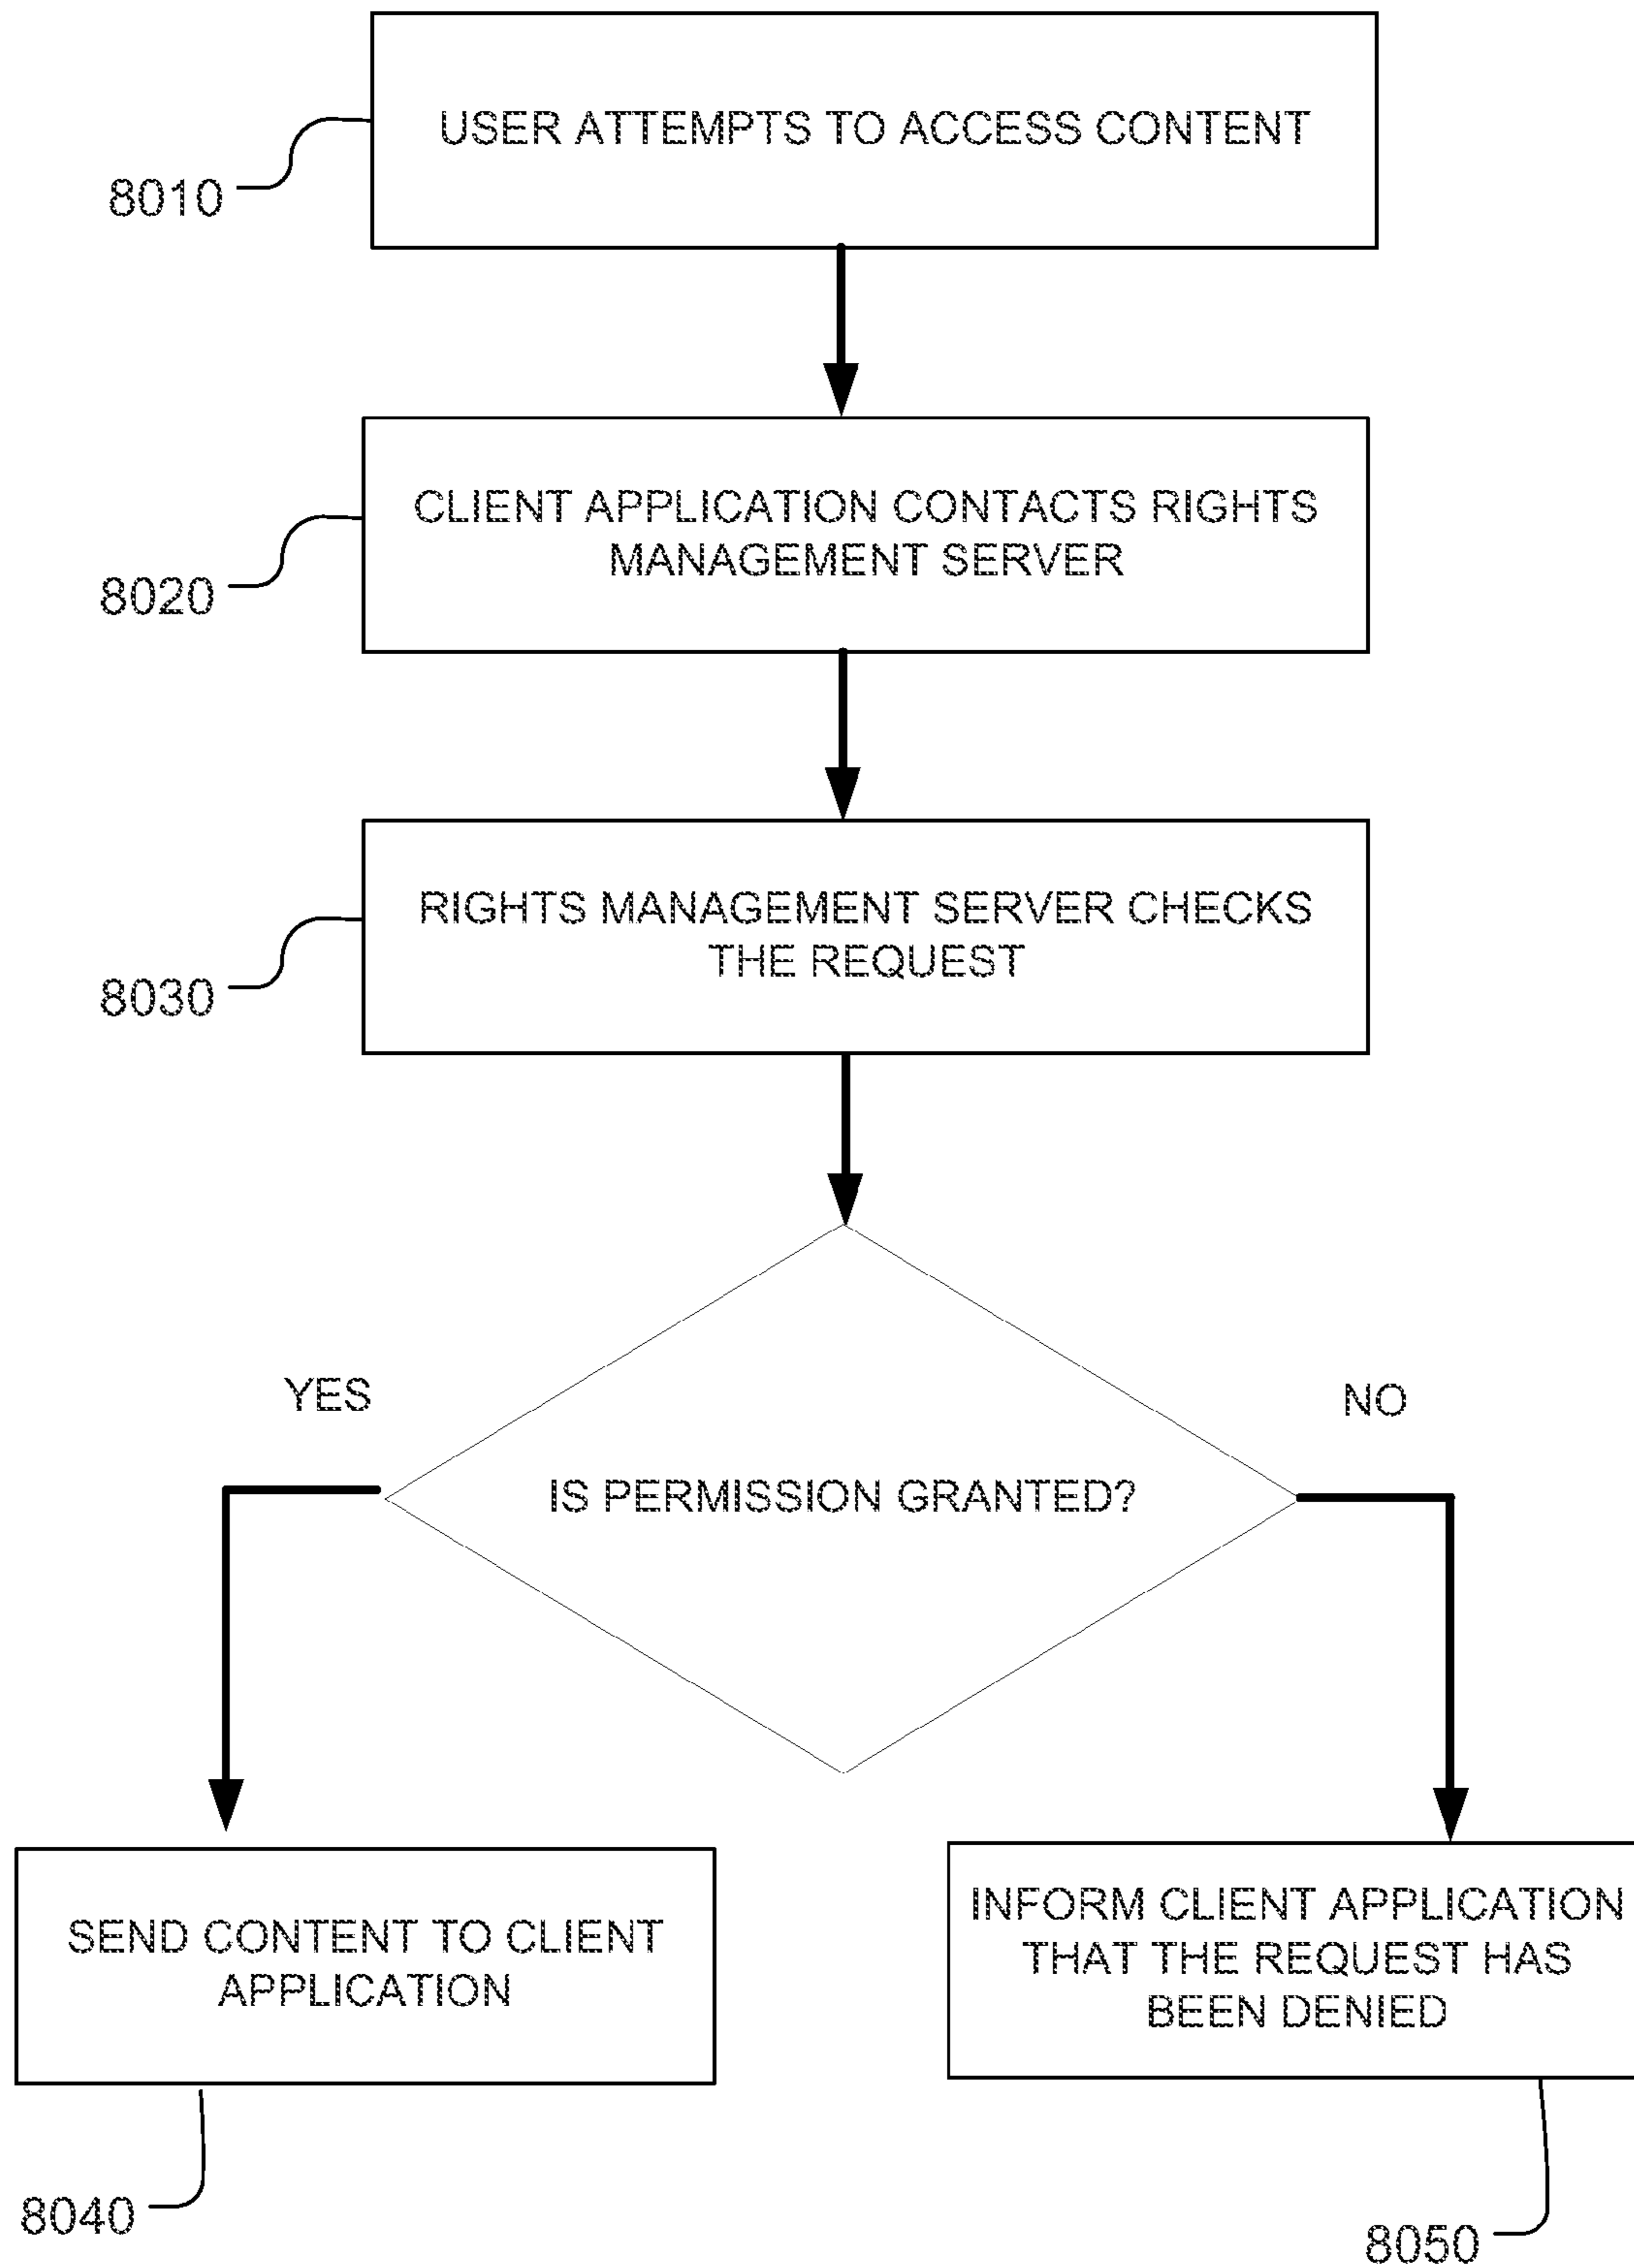 USER ATTEMPTS TO ACCESS CONTENT
8010
CLIENT APPLICATION CONTACTS RIGHTS
MANAGEMENT SERVER
8020
RIGHTS MANAGEMENT SERVER CHECKS
THE REQUEST
8030
YES
NO
IS PERMISSION GRANTED?
SEND CONTENT TO CLIENT
APPLICATION
INFORM CLIENT APPLICATION
THAT THE REQUEST HAS
BEEN DENIED
8040
8050